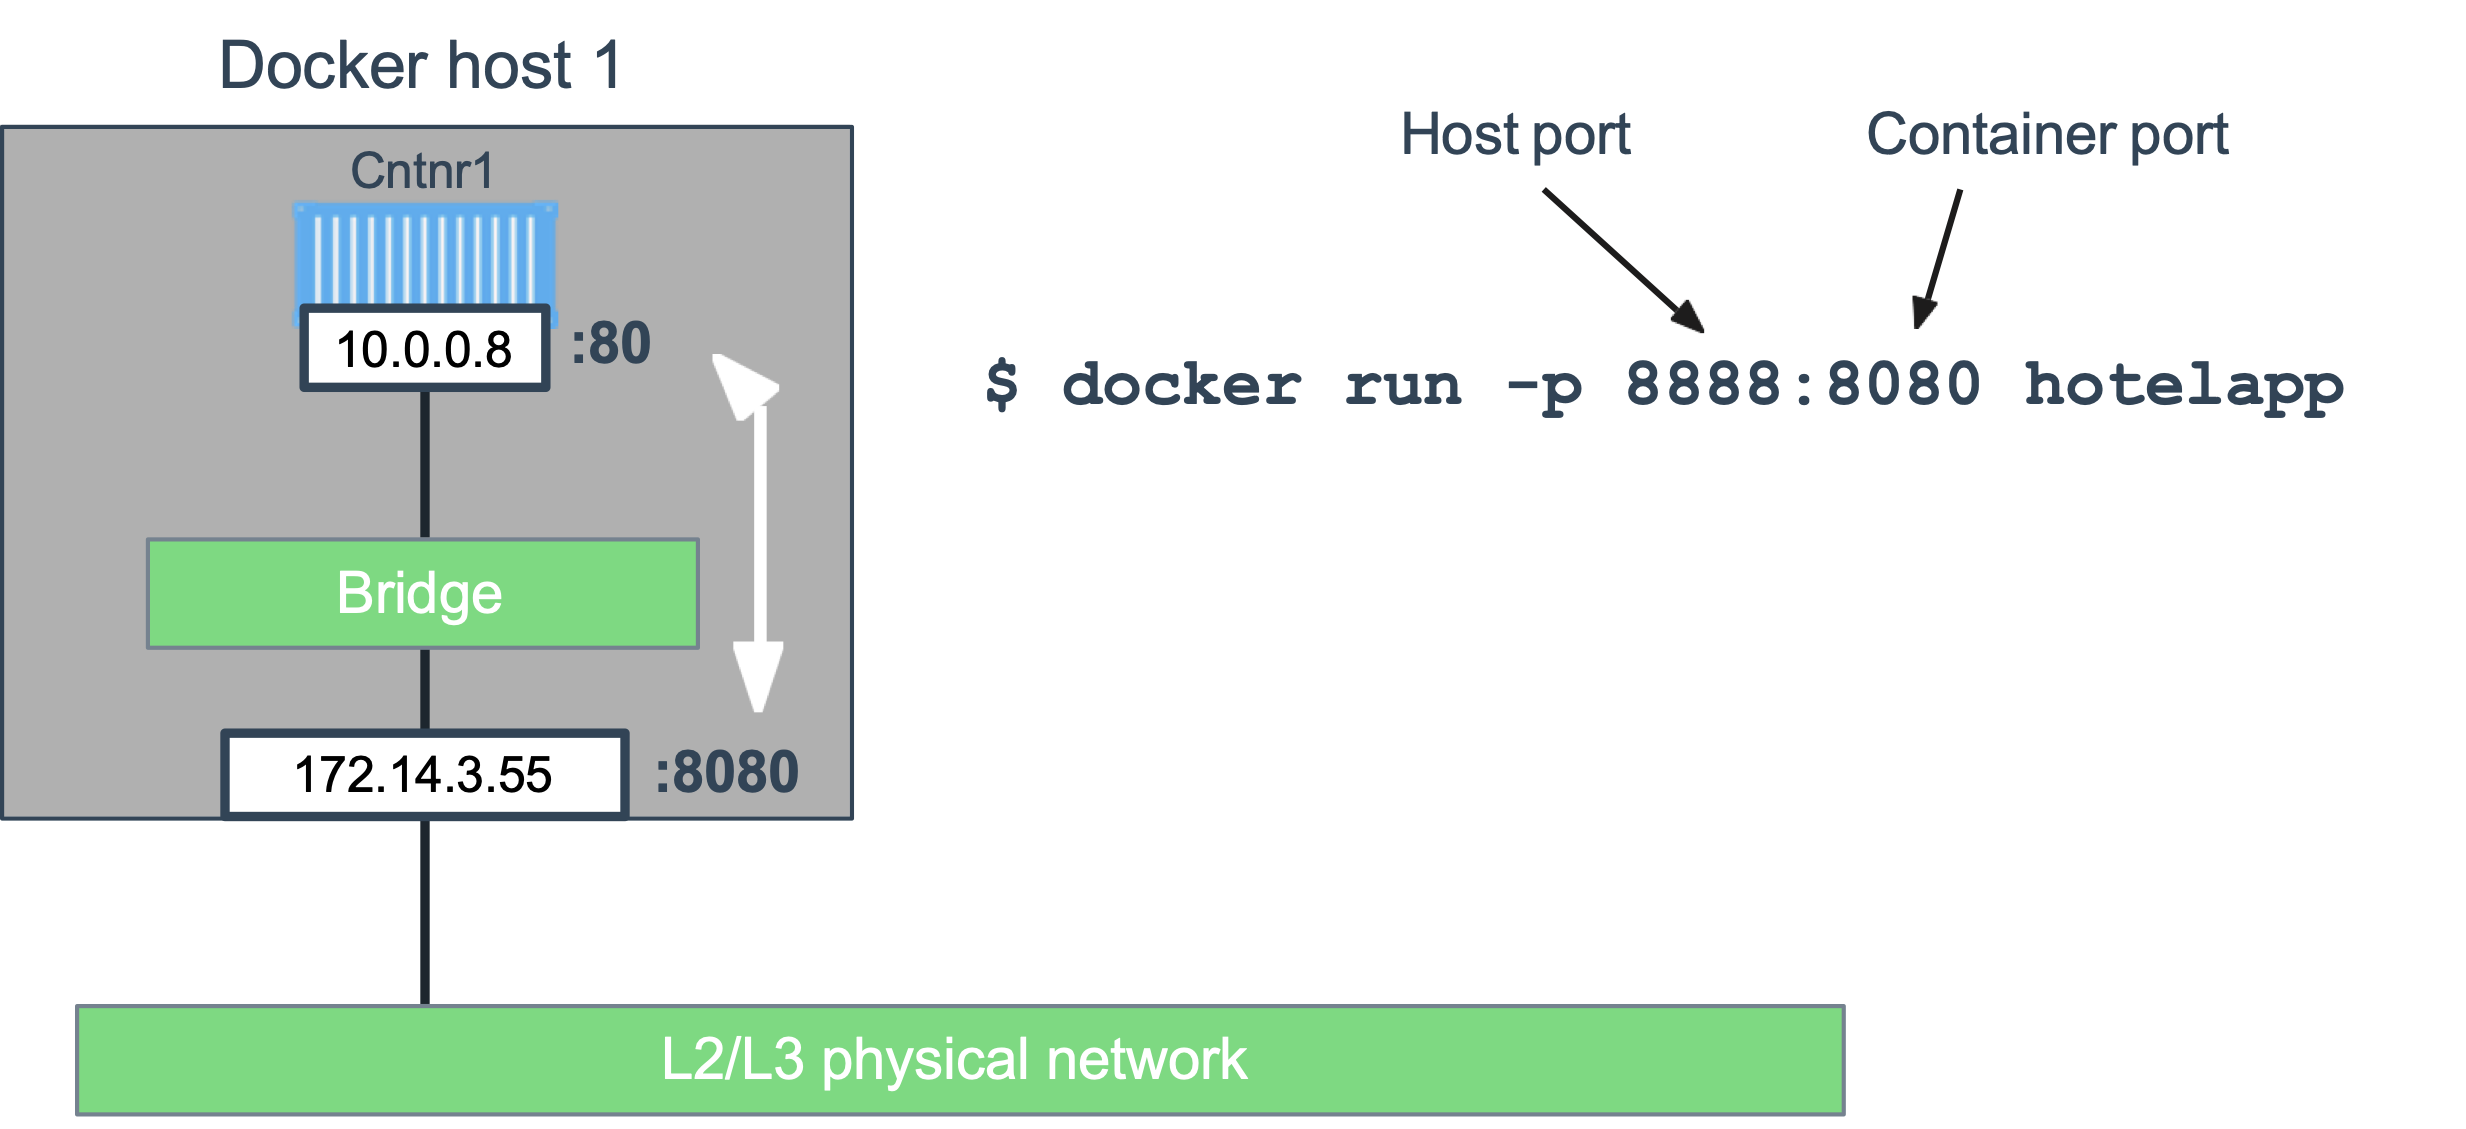 Docker host 1
Cntnr1
10.0.0.8 :80
Bridge
172.14.3.55 :8080
L2/L3 physical network
Host port
Container port
$ docker run -p 8888:8080 hotelapp